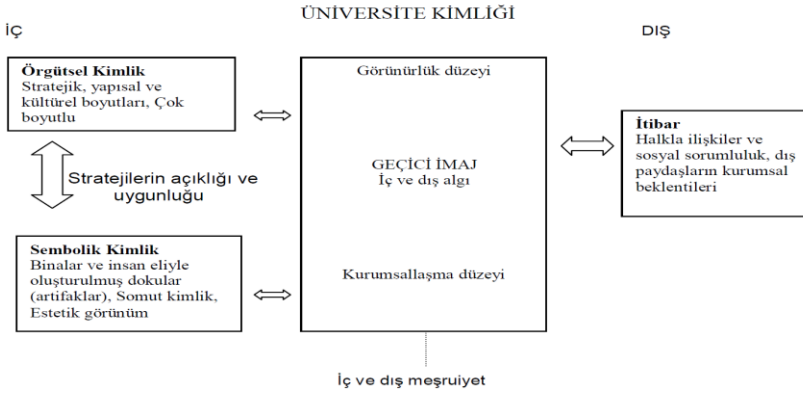 ÜNİVERSİTE KİMLİĞİ
İÇ
DIŞ
Örgütsel Kimlik
Stratejik, yapısal ve
kültürel boyutları, Çok
boyutlu
Stratejilerin açıklığı ve
uygunluğu
Sembolik Kimlik
Binalar ve insan eliyle
oluşturulmuş dokular
(artifaklar), Somut kimlik,
Estetik görünüm
Görünürlük düzeyi
GEÇİCİ İMAJ
İç ve dış algı
Kurumsallaşma düzeyi
İç ve dış meşruiyet
İtibar
Halkla ilişkiler ve
sosyal sorumluluk, dış
paydaşların kurumsal
beklentileri